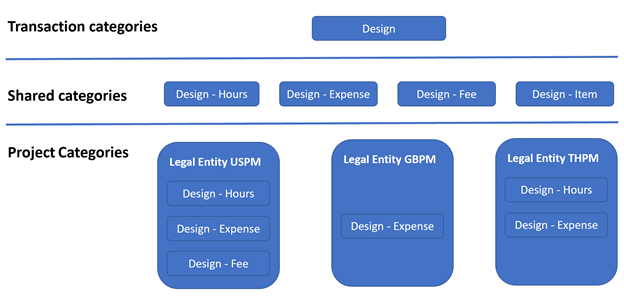 Transaction categories
Design
Shared categories
Design - Hours
Design - Expense
Design - Fee
Design - Item
Project Categories
Legal Entity USPM
Design - Hours
Design - Expense
Design - Fee
Legal Entity GBPM
Design - Expense
Legal Entity THPM
Design - Hours
Design - Expense